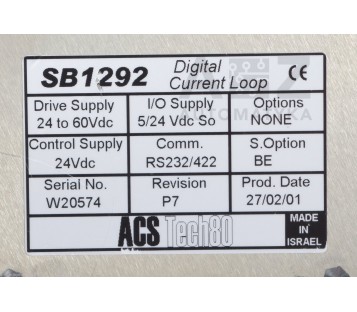 SB1292 Digital Current Loop CE
Drive Supply I/O Supply Options
24 to 60Vdc 5/24 Vdc So NONE
Control Supply Comm. S.Option
24Vdc RS232/422 BE
Serial No. Revision Prod. Date
W20574 P7 27/02/01
ACS Tech80 MADE IN ISRAEL
AUTOMATYKA